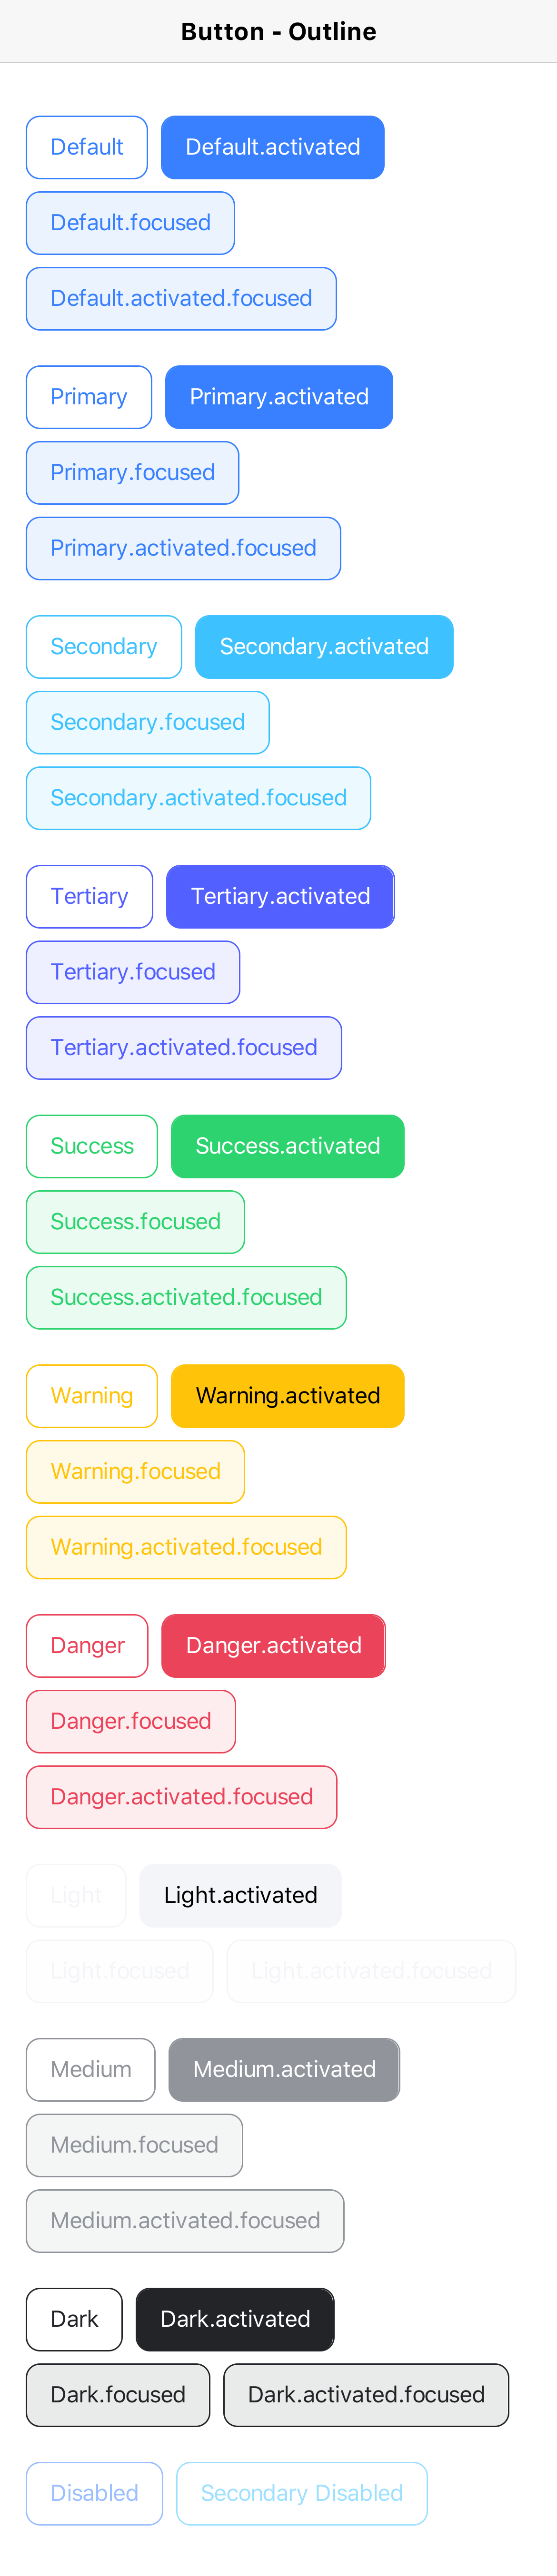 Button - Outline
Default Default.activated
Default.focused
Default.activated.focused
Primary Primary.activated
Primary.focused
Primary.activated.focused
Secondary Secondary.activated
Secondary.focused
Secondary.activated.focused
Tertiary Tertiary.activated
Tertiary.focused
Tertiary.activated.focused
Success Success.activated
Success.focused
Success.activated.focused
Warning Warning.activated
Warning.focused
Warning.activated.focused
Danger Danger.activated
Danger.focused
Danger.activated.focused
Light Light.activated
Light.focused Light.activated.focused
Medium Medium.activated
Medium.focused
Medium.activated.focused
Dark Dark.activated
Dark.focused Dark.activated.focused
Disabled Secondary Disabled